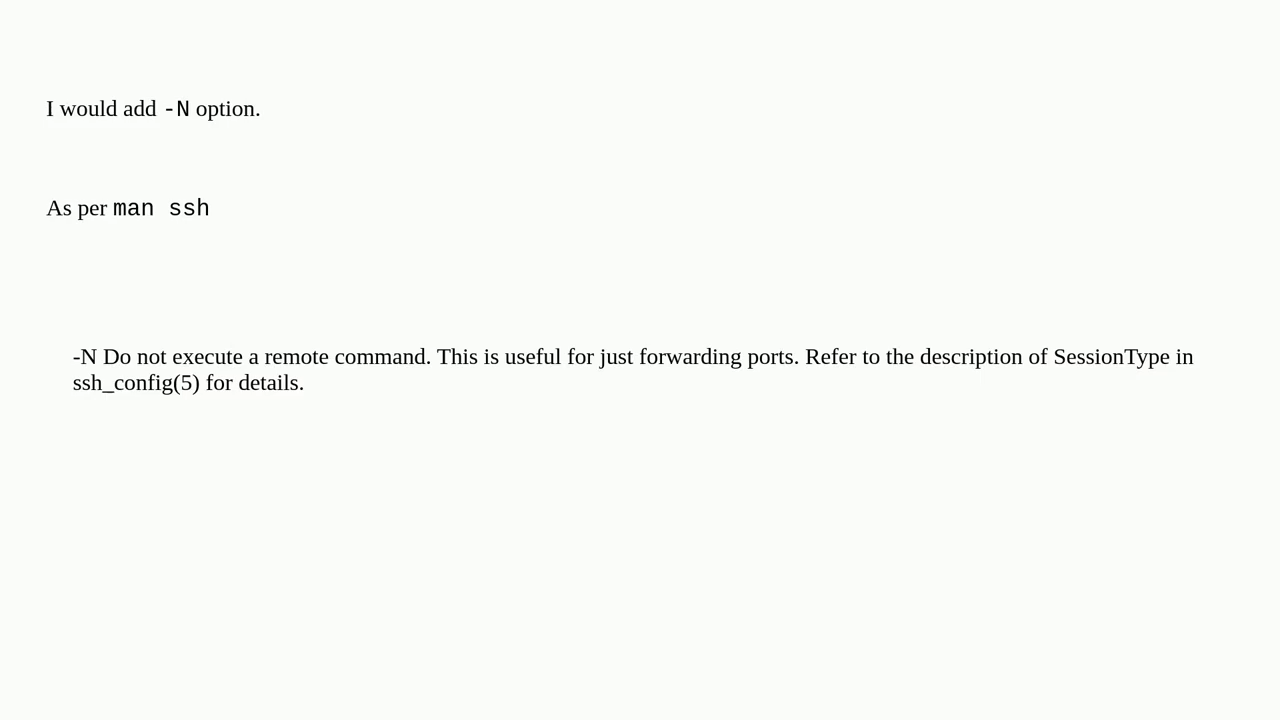 I would add -N option.
As per man ssh
-N Do not execute a remote command. This is useful for just forwarding ports. Refer to the description of SessionType in
ssh_config(5) for details.